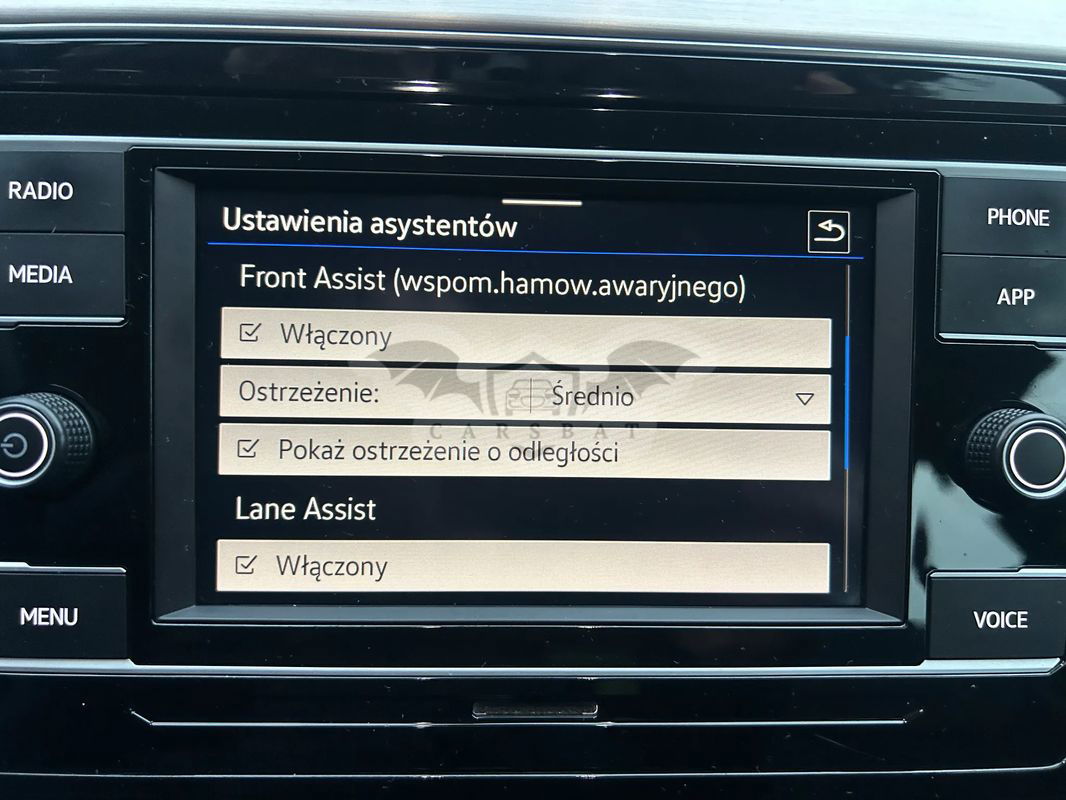 RADIO
MEDIA
MENU
Ustawienia asystentów
Front Assist (wspom.hamow.awaryjnego)
Włączony
Ostrzeżenie: Średnio
Pokaż ostrzeżenie o odległości
Lane Assist
Włączony
PHONE
APP
VOICE
CARSBAT